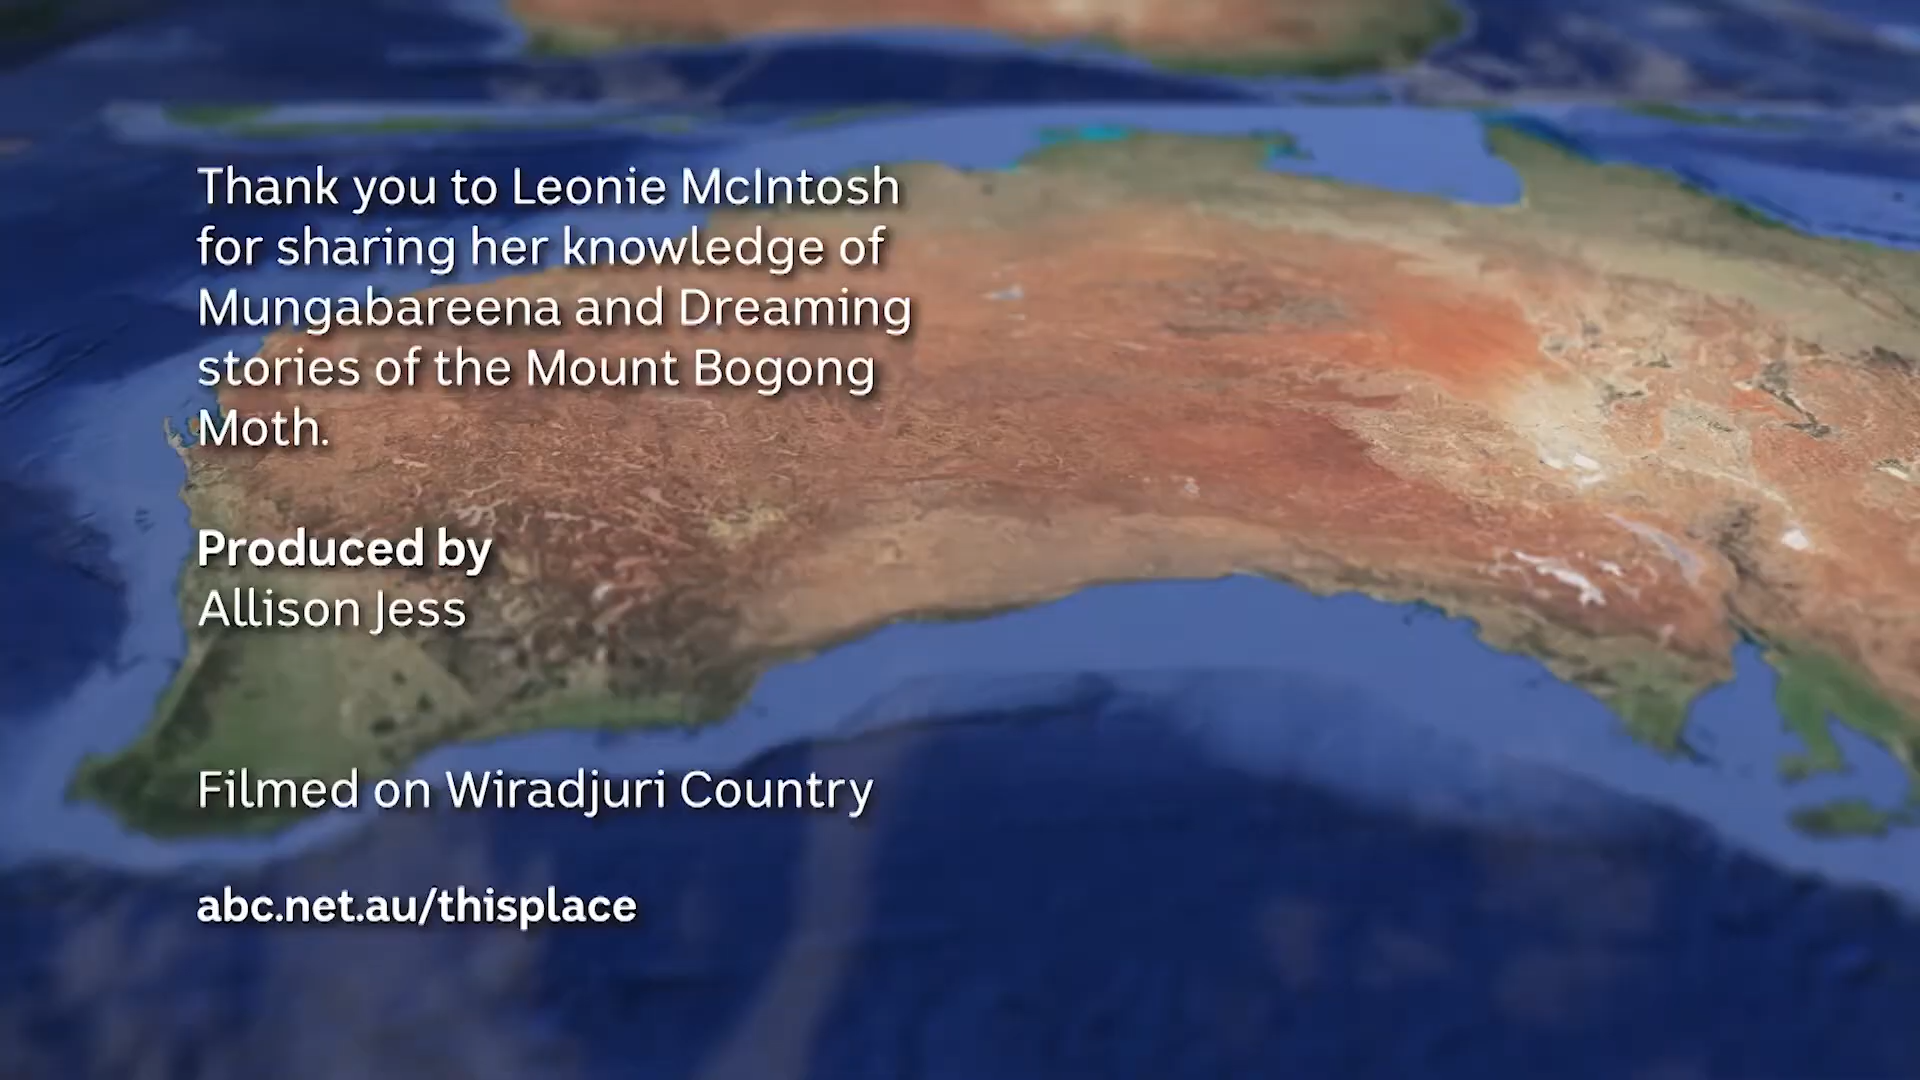 Thank you to Leonie McIntosh
for sharing her knowledge of
Mungabareena and Dreaming
stories of the Mount Bogong
Moth.
Produced by
Allison Jess
Filmed on Wiradjuri Country
abc.net.au/thisplace